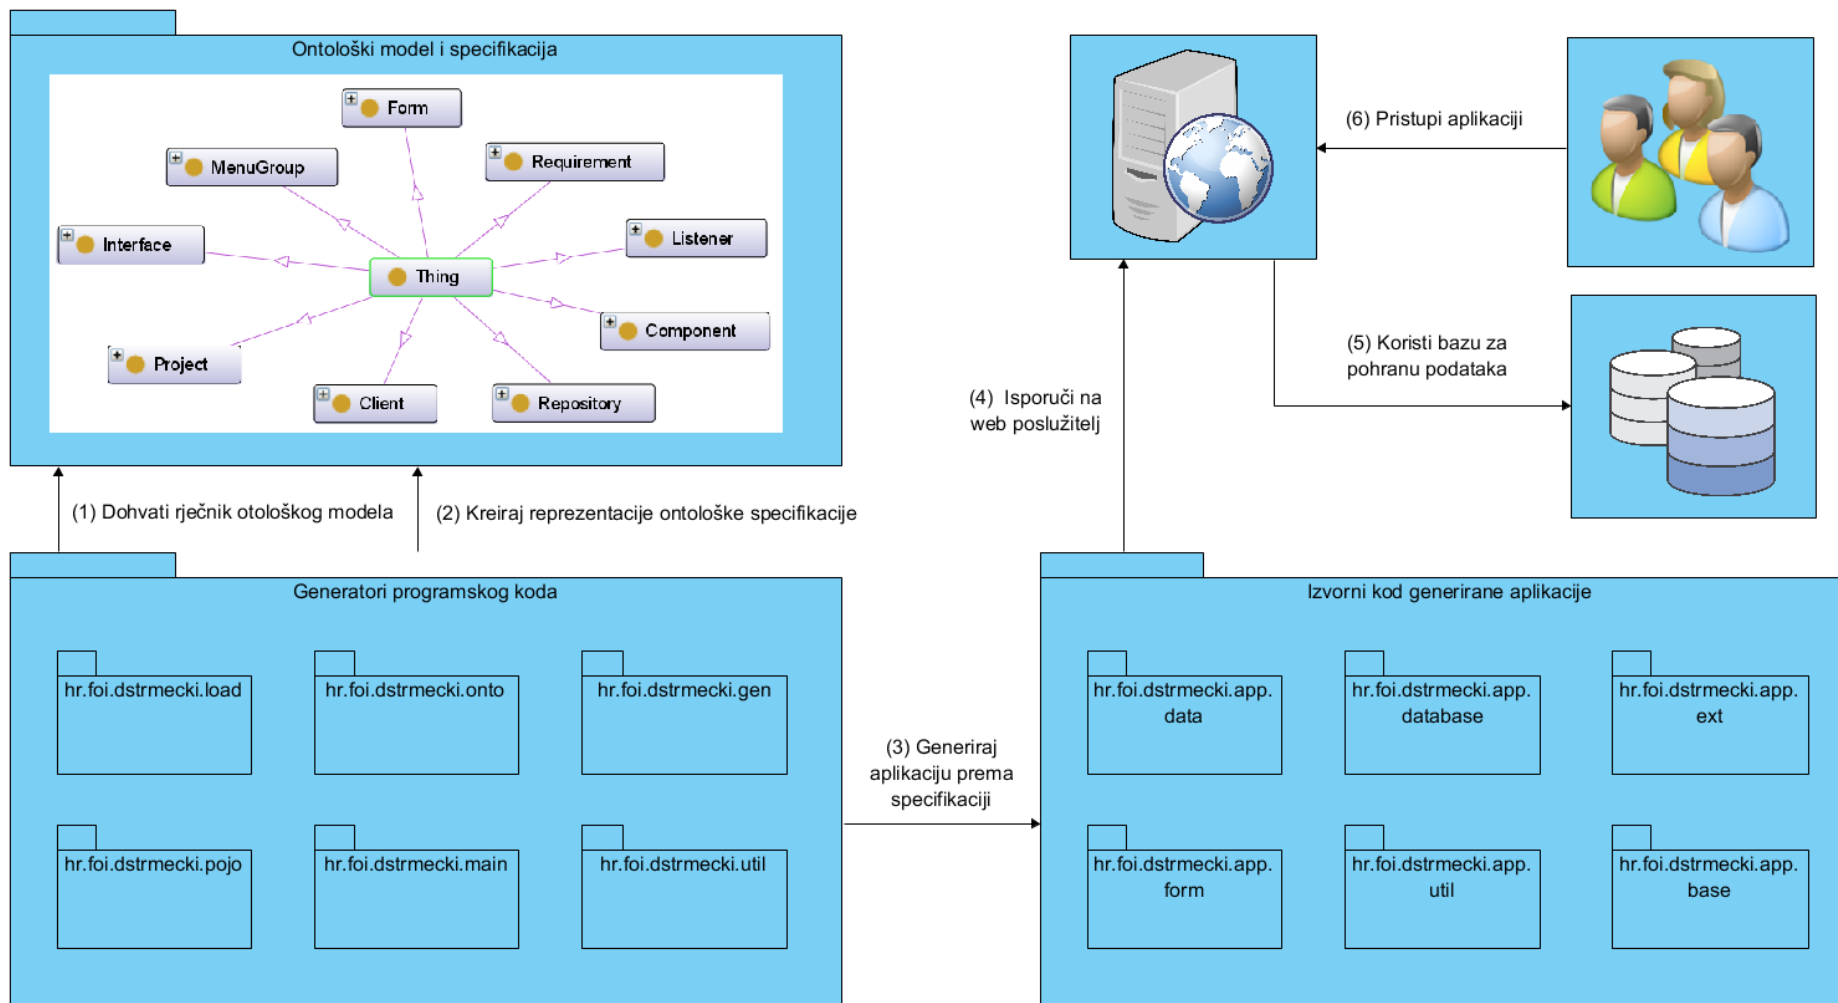 Ontološki model i specifikacija
Form
MenuGroup
Requirement
Interface
Listener
Thing
Component
Project
Client
Repository
(1) Dohvati rječnik otološkog modela
(2) Kreiraj reprezentacije ontološke specifikacije
Generatori programskog koda
hr.foi.dstrmecki.load
hr.foi.dstrmecki.onto
hr.foi.dstrmecki.gen
hr.foi.dstrmecki.pojo
hr.foi.dstrmecki.main
hr.foi.dstrmecki.util
(3) Generiraj
aplikaciju prema
specifikaciji
Izvorni kod generirane aplikacije
hr.foi.dstrmecki.app.
data
hr.foi.dstrmecki.app.
database
hr.foi.dstrmecki.app.
ext
hr.foi.dstrmecki.app.
form
hr.foi.dstrmecki.app.
util
hr.foi.dstrmecki.app.
base
(4) Isporuči na
web poslužitelj
(5) Koristi bazu za
pohranu podataka
(6) Pristupi aplikaciji